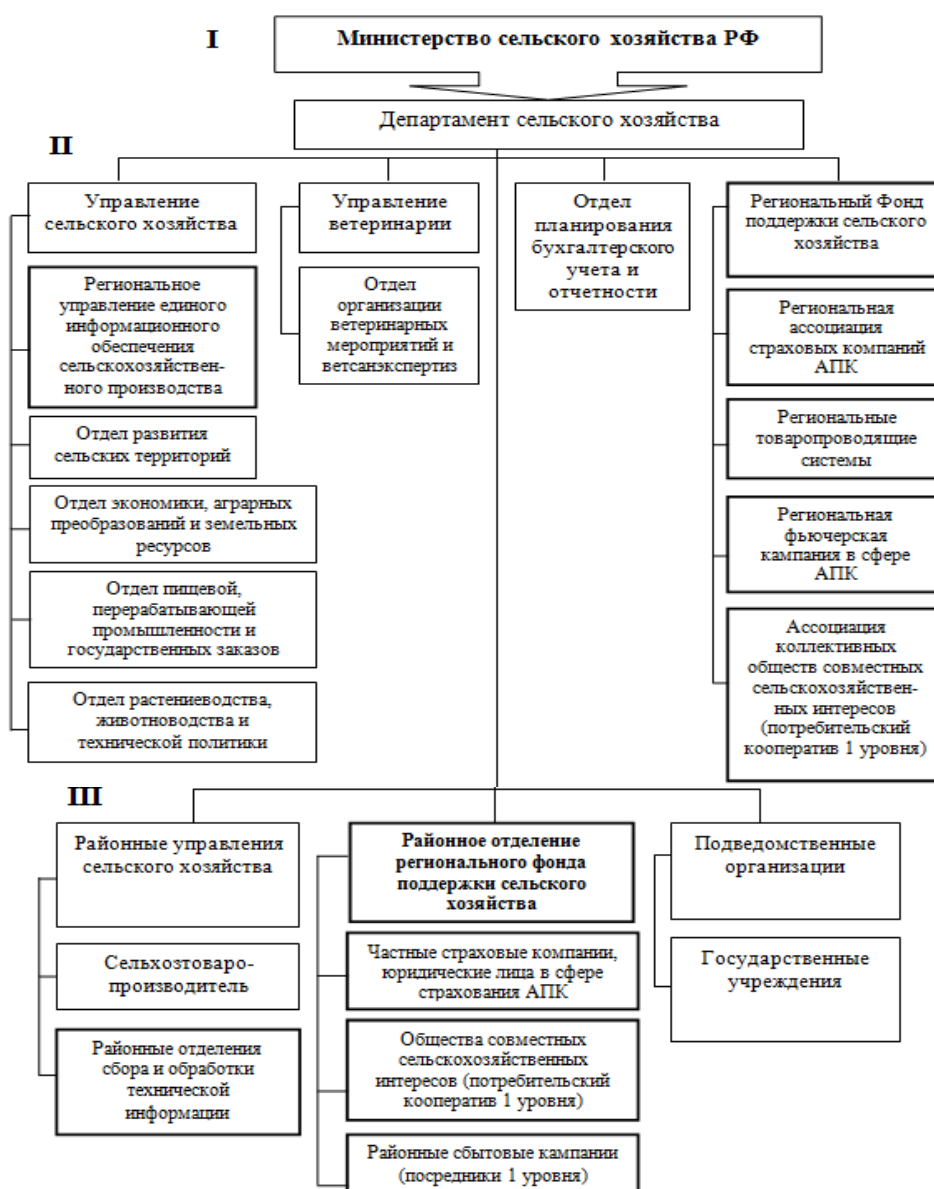 I
Министерство сельского хозяйства РФ
Департамент сельского хозяйства
II
Управление
сельского хозяйства
Региональное
управление единого
информационного
обеспечения
сельскохозяйствен-
ного производства
Отдел развития
сельских территорий
Отдел экономики, аграрных
преобразований и земельных
ресурсов
Отдел пищевой,
перерабатывающей
промышленности и
государственных заказов
Отдел растениеводства,
животноводства и
технической политики
Управление
ветеринарии
Отдел
организации
ветеринарных
мероприятий и
ветсанэкспертиз
Отдел
планирования
бухгалтерского
учета и
отчетности
Региональный Фонд
поддержки сельского
хозяйства
Региональная
ассоциация
страховых компаний
АПК
Региональные
товаропроводящие
системы
Региональная
фьючерская
кампания в сфере
АПК
Ассоциация
коллективных
обществ совместных
сельскохозяйствен-
ных интересов
(потребительский
кооператив 1 уровня)
III
Районные управления
сельского хозяйства
Сельхозтоваро-
производитель
Районные отделения
сбора и обработки
технической
информации
Районное отделение
регионального фонда
поддержки сельского
хозяйства
Частные страховые компании,
юридические лица в сфере
страхования АПК
Общества совместных
сельскохозяйственных
интересов (потребительский
кооператив 1 уровня)
Районные сбытовые кампании
(посредники 1 уровня)
Подведомственные
организации
Государственные
учреждения